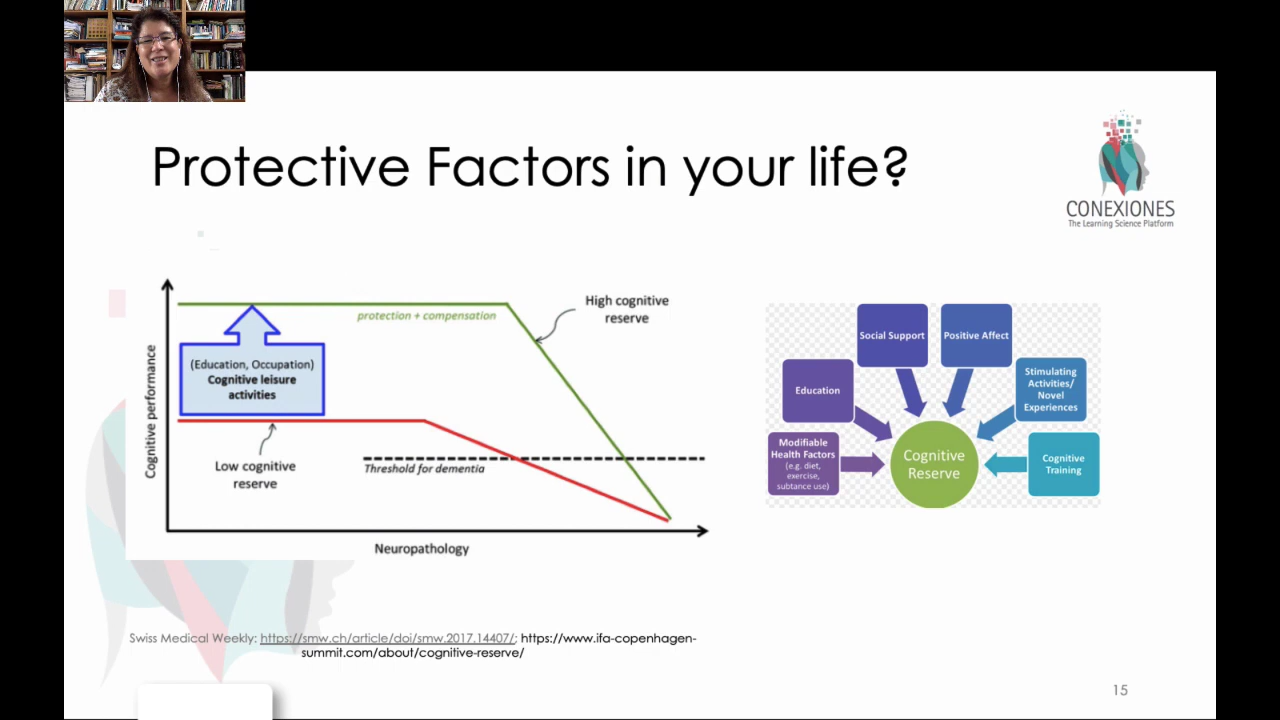 Protective Factors in your life?
CONEXIONES
The Learning Science Platform
Cognitive performance
protection + compensation
High cognitive
reserve
(Education, Occupation)
Cognitive leisure
activities
Low cognitive
reserve
Threshold for dementia
Neuropathology
Social Support
Positive Affect
Education
Stimulating
Activities/
Novel
Experiences
Modifiable
Health Factors
(e.g. diet,
exercise,
subtance use)
Cognitive
Reserve
Cognitive
Training
Swiss Medical Weekly: https://smw.ch/article/doi/smw.2017.14407/; https://www.ifa-copenhagen-
summit.com/about/cognitive-reserve/
15